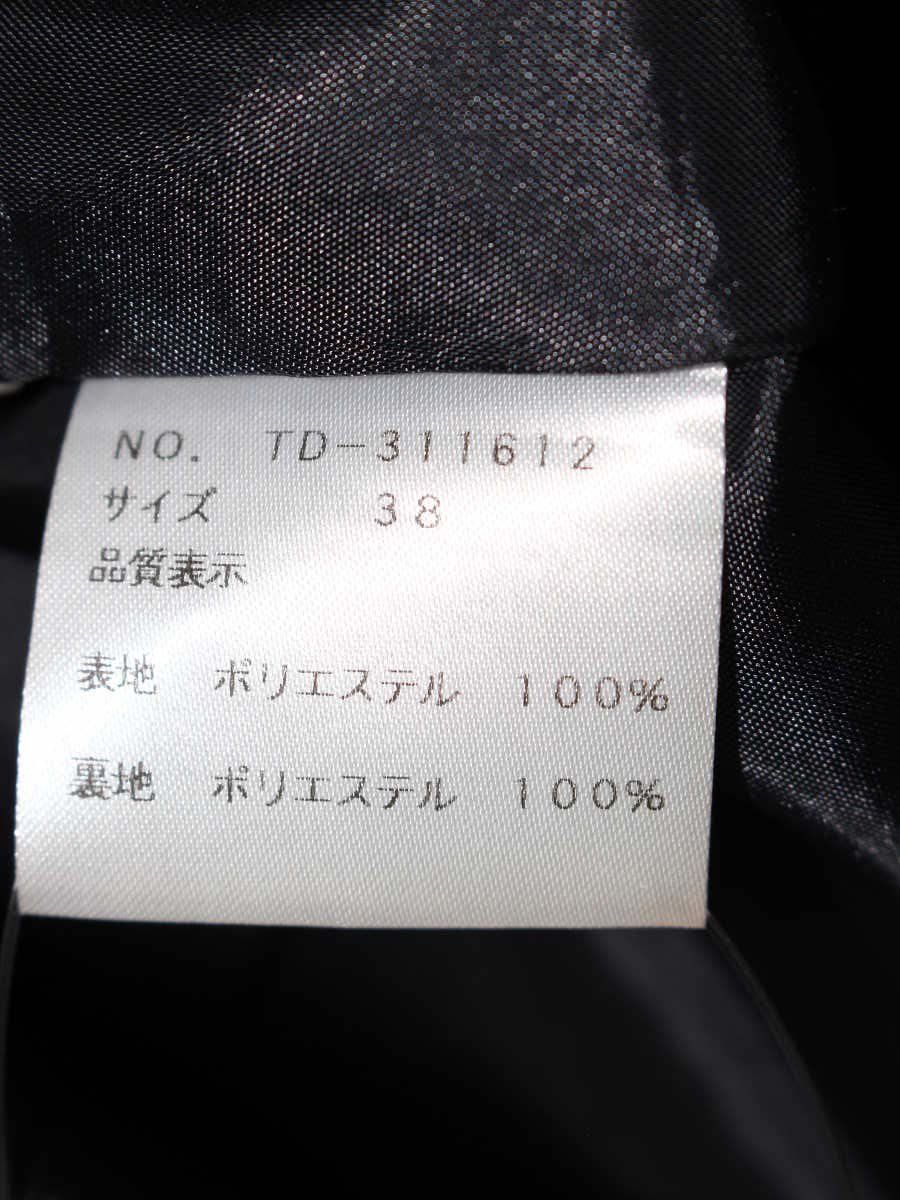 NO. TD-311612
サイズ 38
品質表示
表地 ポリエステル 100%
裏地 ポリエステル 100%